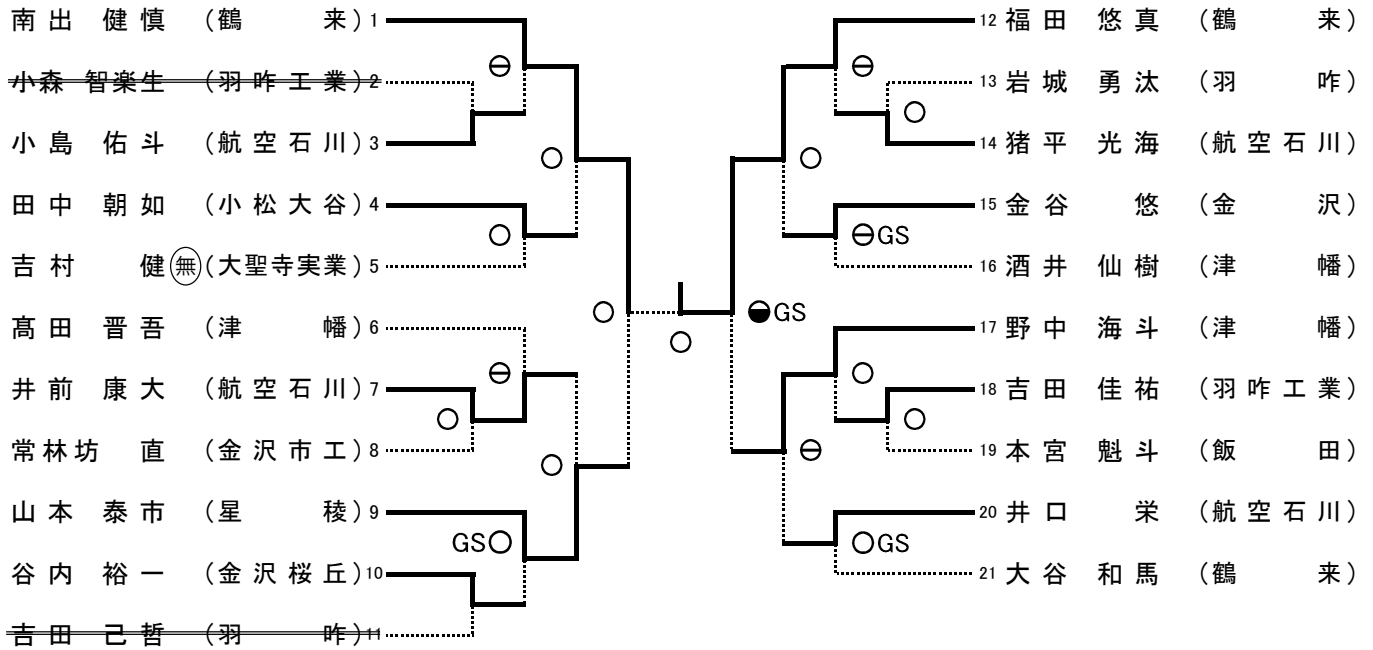 南出 健慎 （鶴来）1
小森 智楽生 （羽咋工業）2
小島 佑斗 （航空石川）3
田中 朝如 （小松大谷）4
吉村 健 無 （大聖寺実業）5
髙田 晋吾 （津幡）6
井前 康大 （航空石川）7
常林坊 直 （金沢市工）8
山本 泰市 （星稜）9
GS
谷内 裕一 （金沢桜丘）10
吉田 己哲 （羽咋）11
12 福田 悠真 （鶴来）
13 岩城 勇汰 （羽咋）
14 猪平 光海 （航空石川）
15 金谷 悠 （金沢）
GS
16 酒井 仙樹 （津幡）
GS
17 野中 海斗 （津幡）
18 吉田 佳祐 （羽咋工業）
19 本宮 魁斗 （飯田）
20 井口 栄 （航空石川）
GS
21 大谷 和馬 （鶴来）